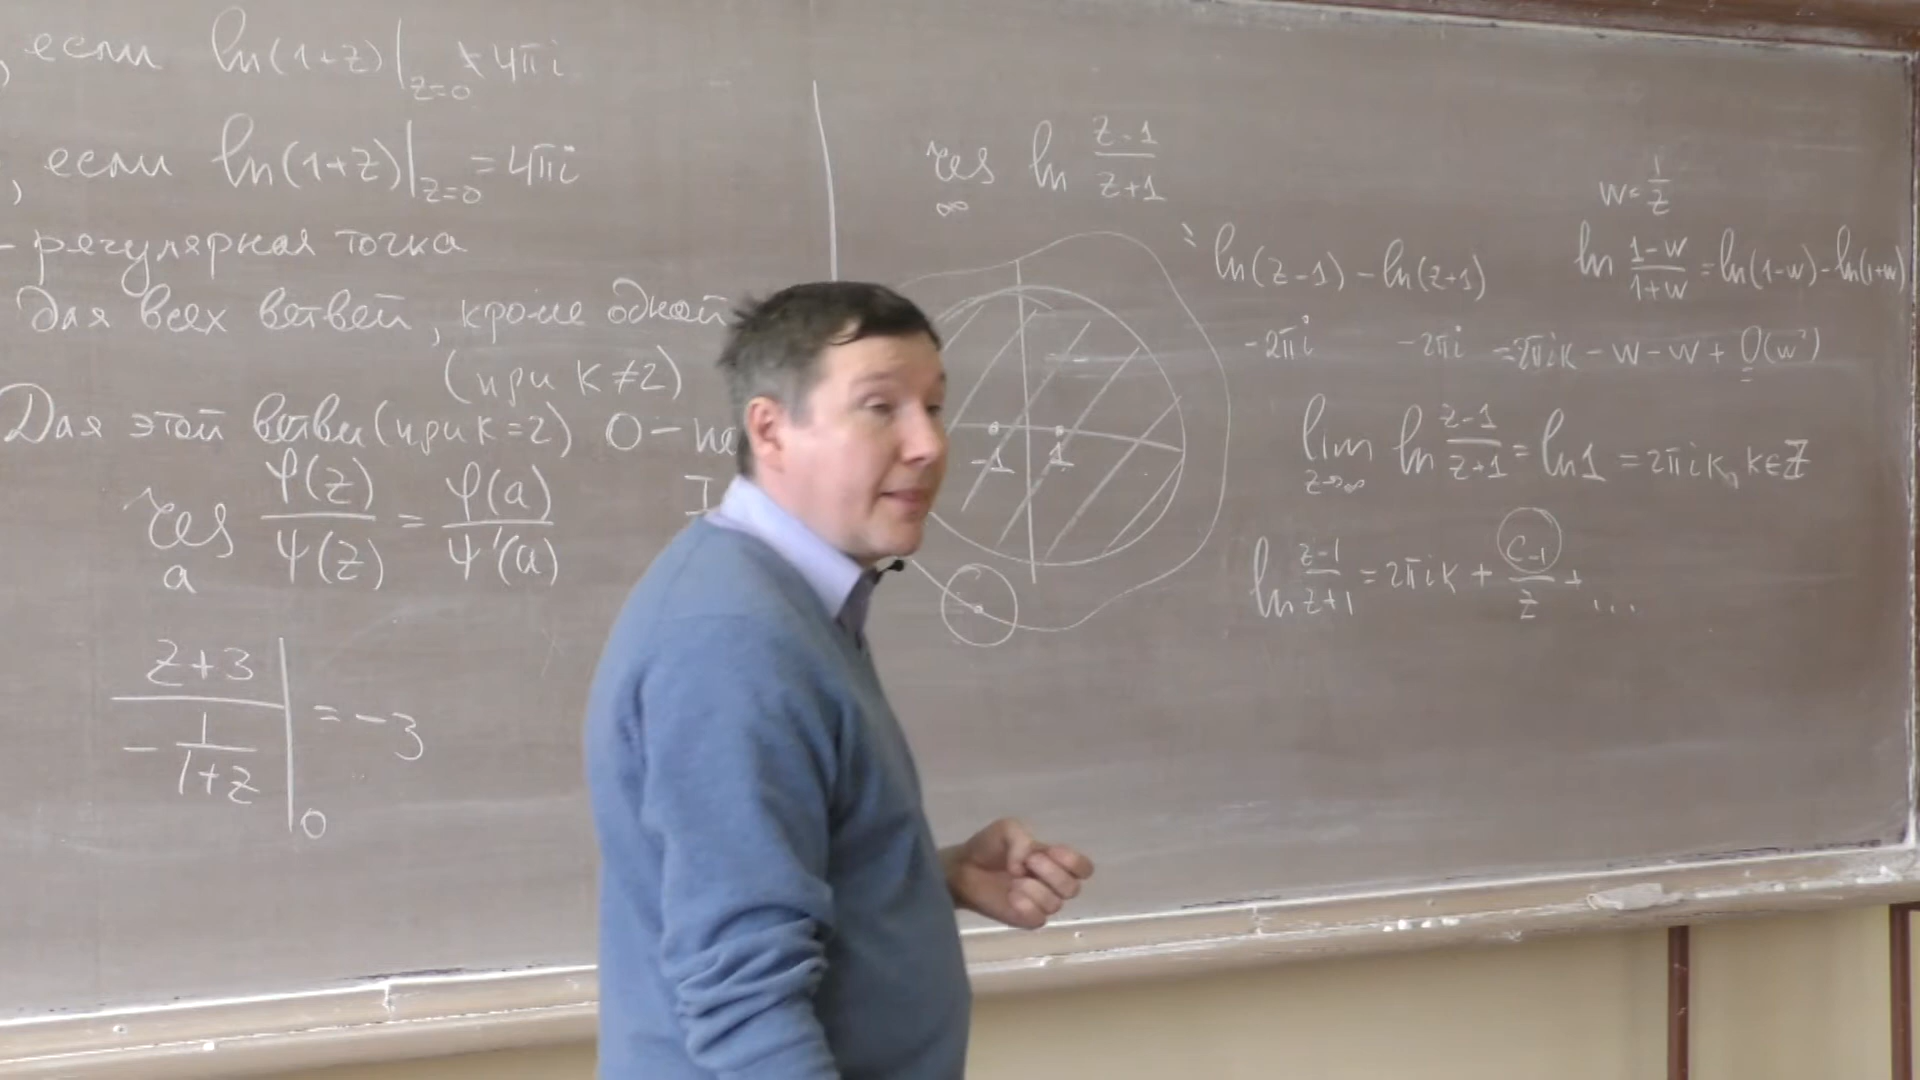 , если ln(1+z)|z=0 ≠ 4πi
, если ln(1+z)|z=0 = 4πi
- регулярная точка
для всех ветвей, кроме одной
(при k≠2)
Для этой ветви (при k=2) 0 - не
res a φ(z)/ψ(z) = φ(a)/ψ'(a) I
z+3 / -1/(1+z) |0 = -3
res ∞ ln (z-1)/(z+1)
= ln(z-1) - ln(z+1)
-2πi -2πi
-1 1
w = 1/z
ln (1-w)/(1+w) = ln(1-w) - ln(1+w)
= 2πik - w - w + O(w²)
lim z→∞ ln (z-1)/(z+1) = ln 1 = 2πik, k∈Z
ln (z-1)/(z+1) = 2πik + c₋₁/z + ...